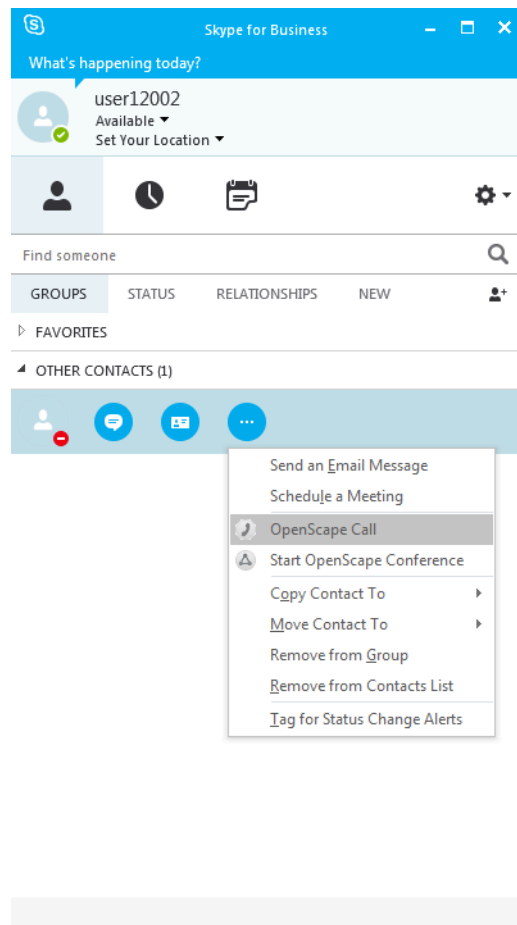 Skype for Business
What's happening today?
user12002
Available
Set Your Location
Find someone
GROUPS STATUS RELATIONSHIPS NEW
FAVORITES
OTHER CONTACTS (1)
Send an Email Message
Schedule a Meeting
OpenScape Call
Start OpenScape Conference
Copy Contact To
Move Contact To
Remove from Group
Remove from Contacts List
Tag for Status Change Alerts